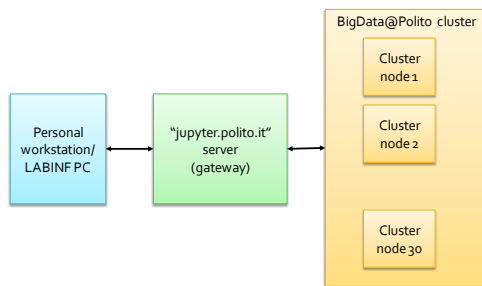 BigData@Polito cluster
Cluster
node 1
Cluster
node 2
Personal
workstation/
LABINF PC
“jupyter.polito.it”
server
(gateway)
Cluster
node 30